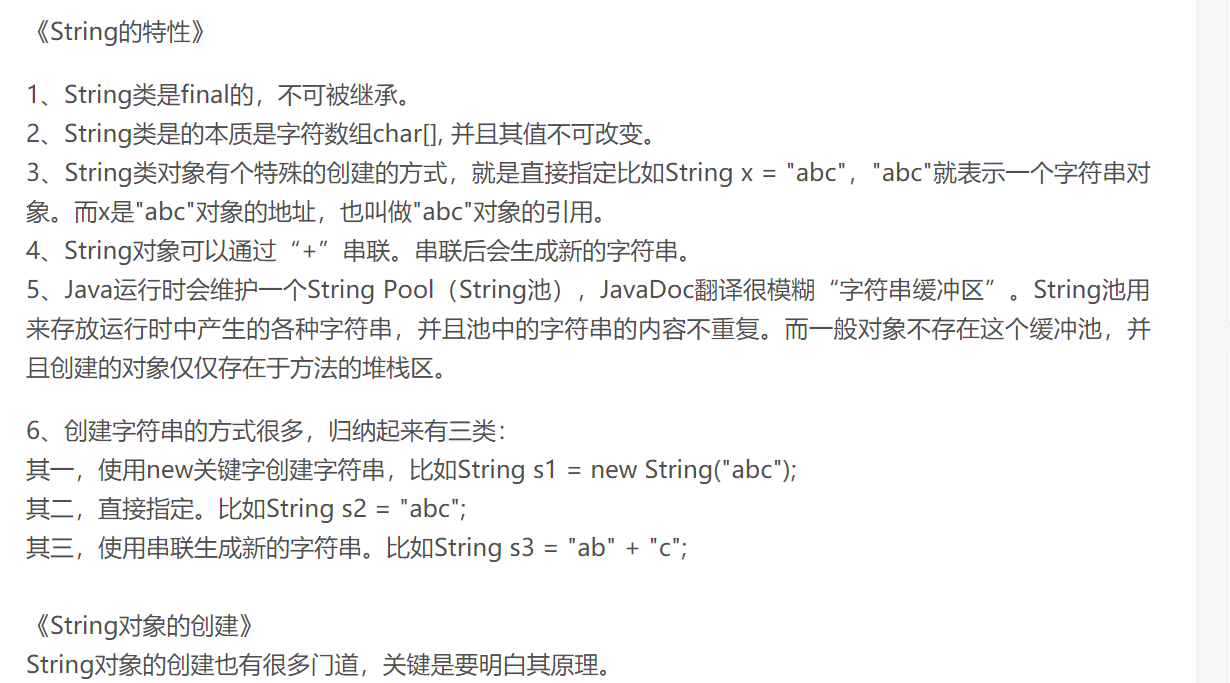 《String的特性》
1、String类是final的，不可被继承。
2、String类是的本质是字符数组char[], 并且其值不可改变。
3、String类对象有个特殊的创建的方式，就是直接指定比如String x = "abc"，"abc"就表示一个字符串对
象。而x是"abc"对象的地址，也叫做"abc"对象的引用。
4、String对象可以通过“+”串联。串联后会生成新的字符串。
5、Java运行时会维护一个String Pool（String池），JavaDoc翻译很模糊“字符串缓冲区”。String池用
来存放运行时中产生的各种字符串，并且池中的字符串的内容不重复。而一般对象不存在这个缓冲池，并
且创建的对象仅仅存在于方法的堆栈区。
6、创建字符串的方式很多，归纳起来有三类：
其一，使用new关键字创建字符串，比如String s1 = new String("abc");
其二，直接指定。比如String s2 = "abc";
其三，使用串联生成新的字符串。比如String s3 = "ab" + "c";
《String对象的创建》
String对象的创建也有很多门道，关键是要明白其原理。